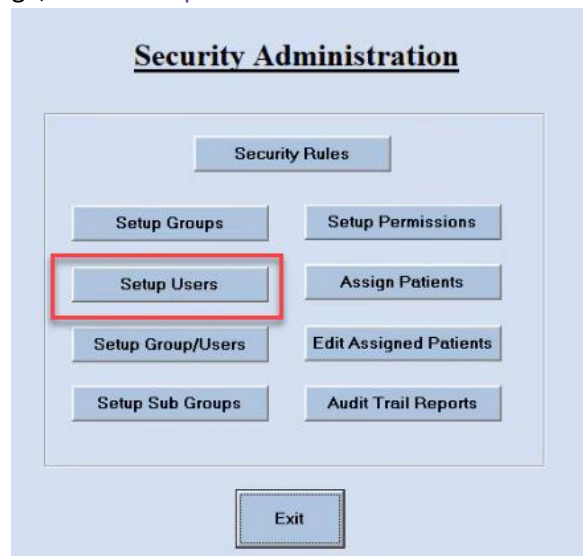 Security Administration
Security Rules
Setup Groups
Setup Permissions
Setup Users
Assign Patients
Setup Group/Users
Edit Assigned Patients
Setup Sub Groups
Audit Trail Reports
Exit